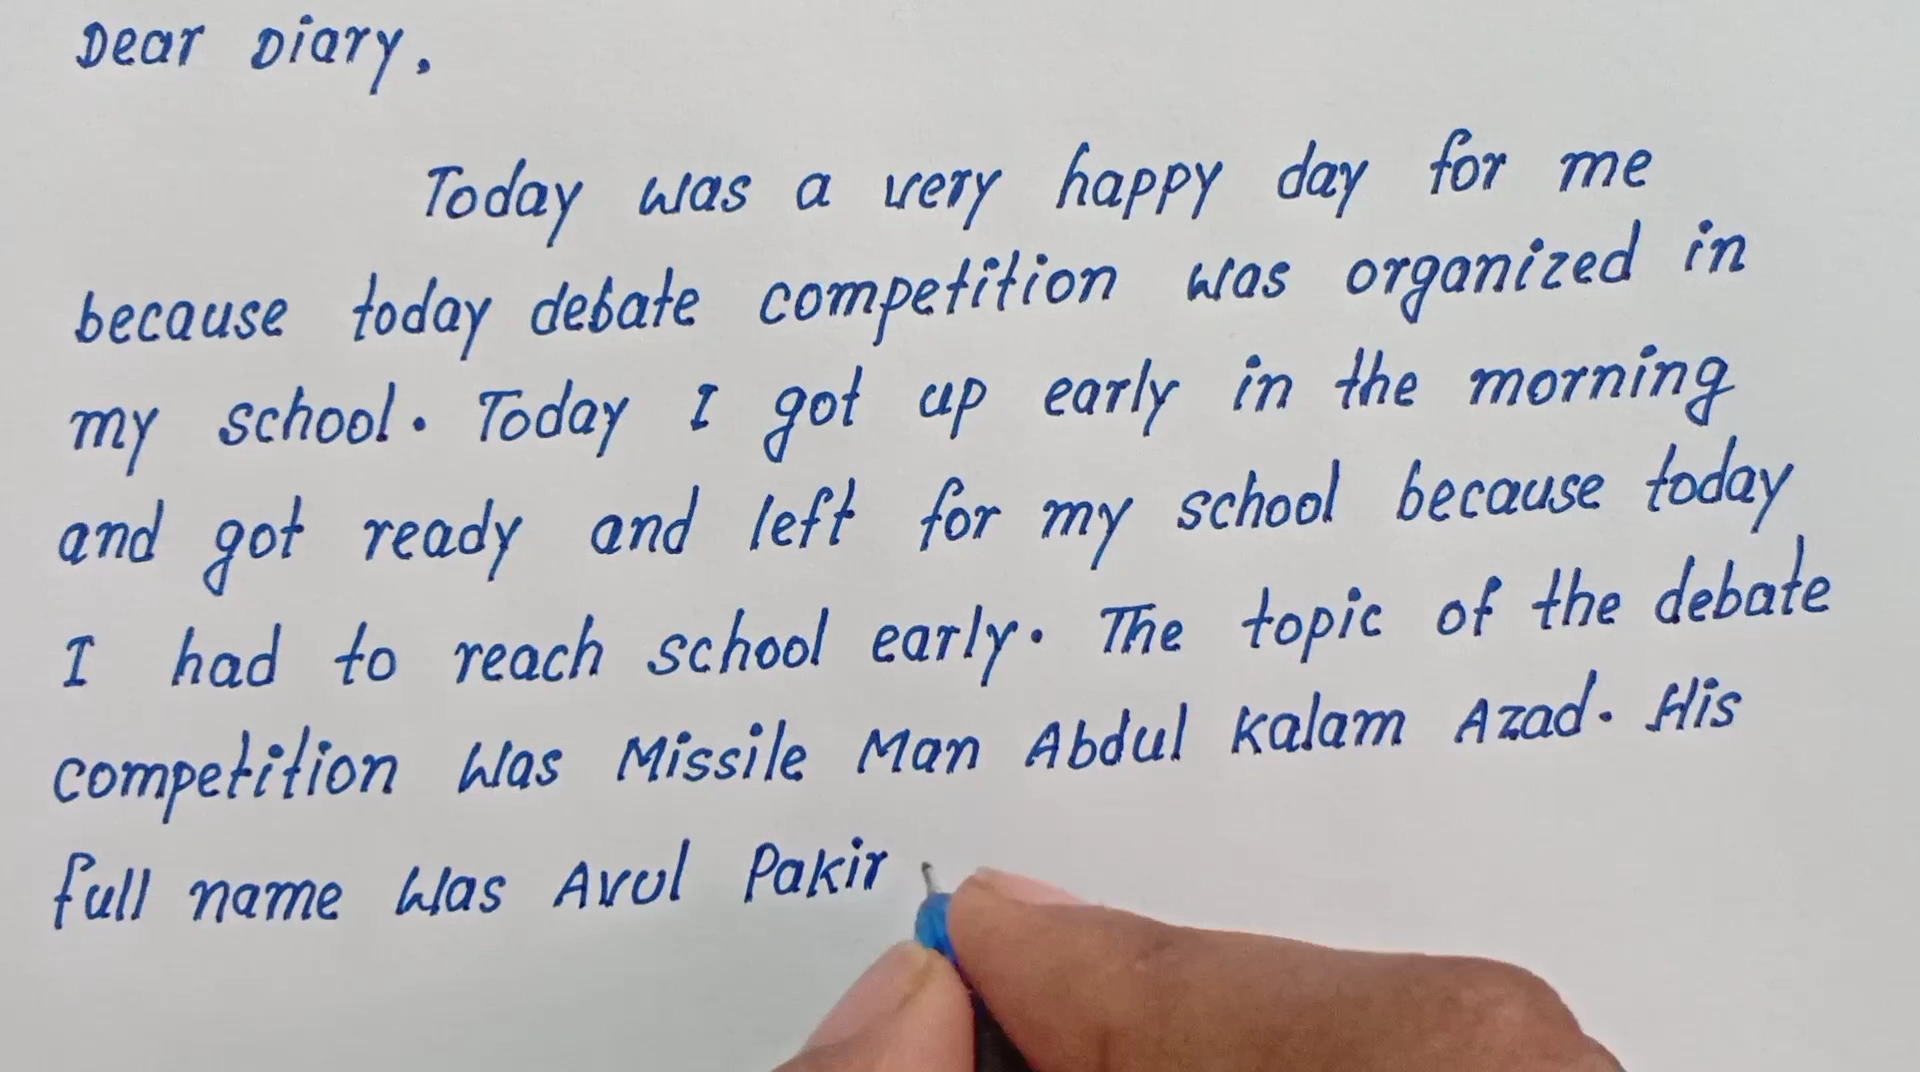 Dear Diary,
Today was a very happy day for me
because today debate competition was organized in
my school. Today I got up early in the morning
and got ready and left for my school because today
I had to reach school early. The topic of the debate
competition was Missile Man Abdul Kalam Azad. His
full name was Avul Pakir